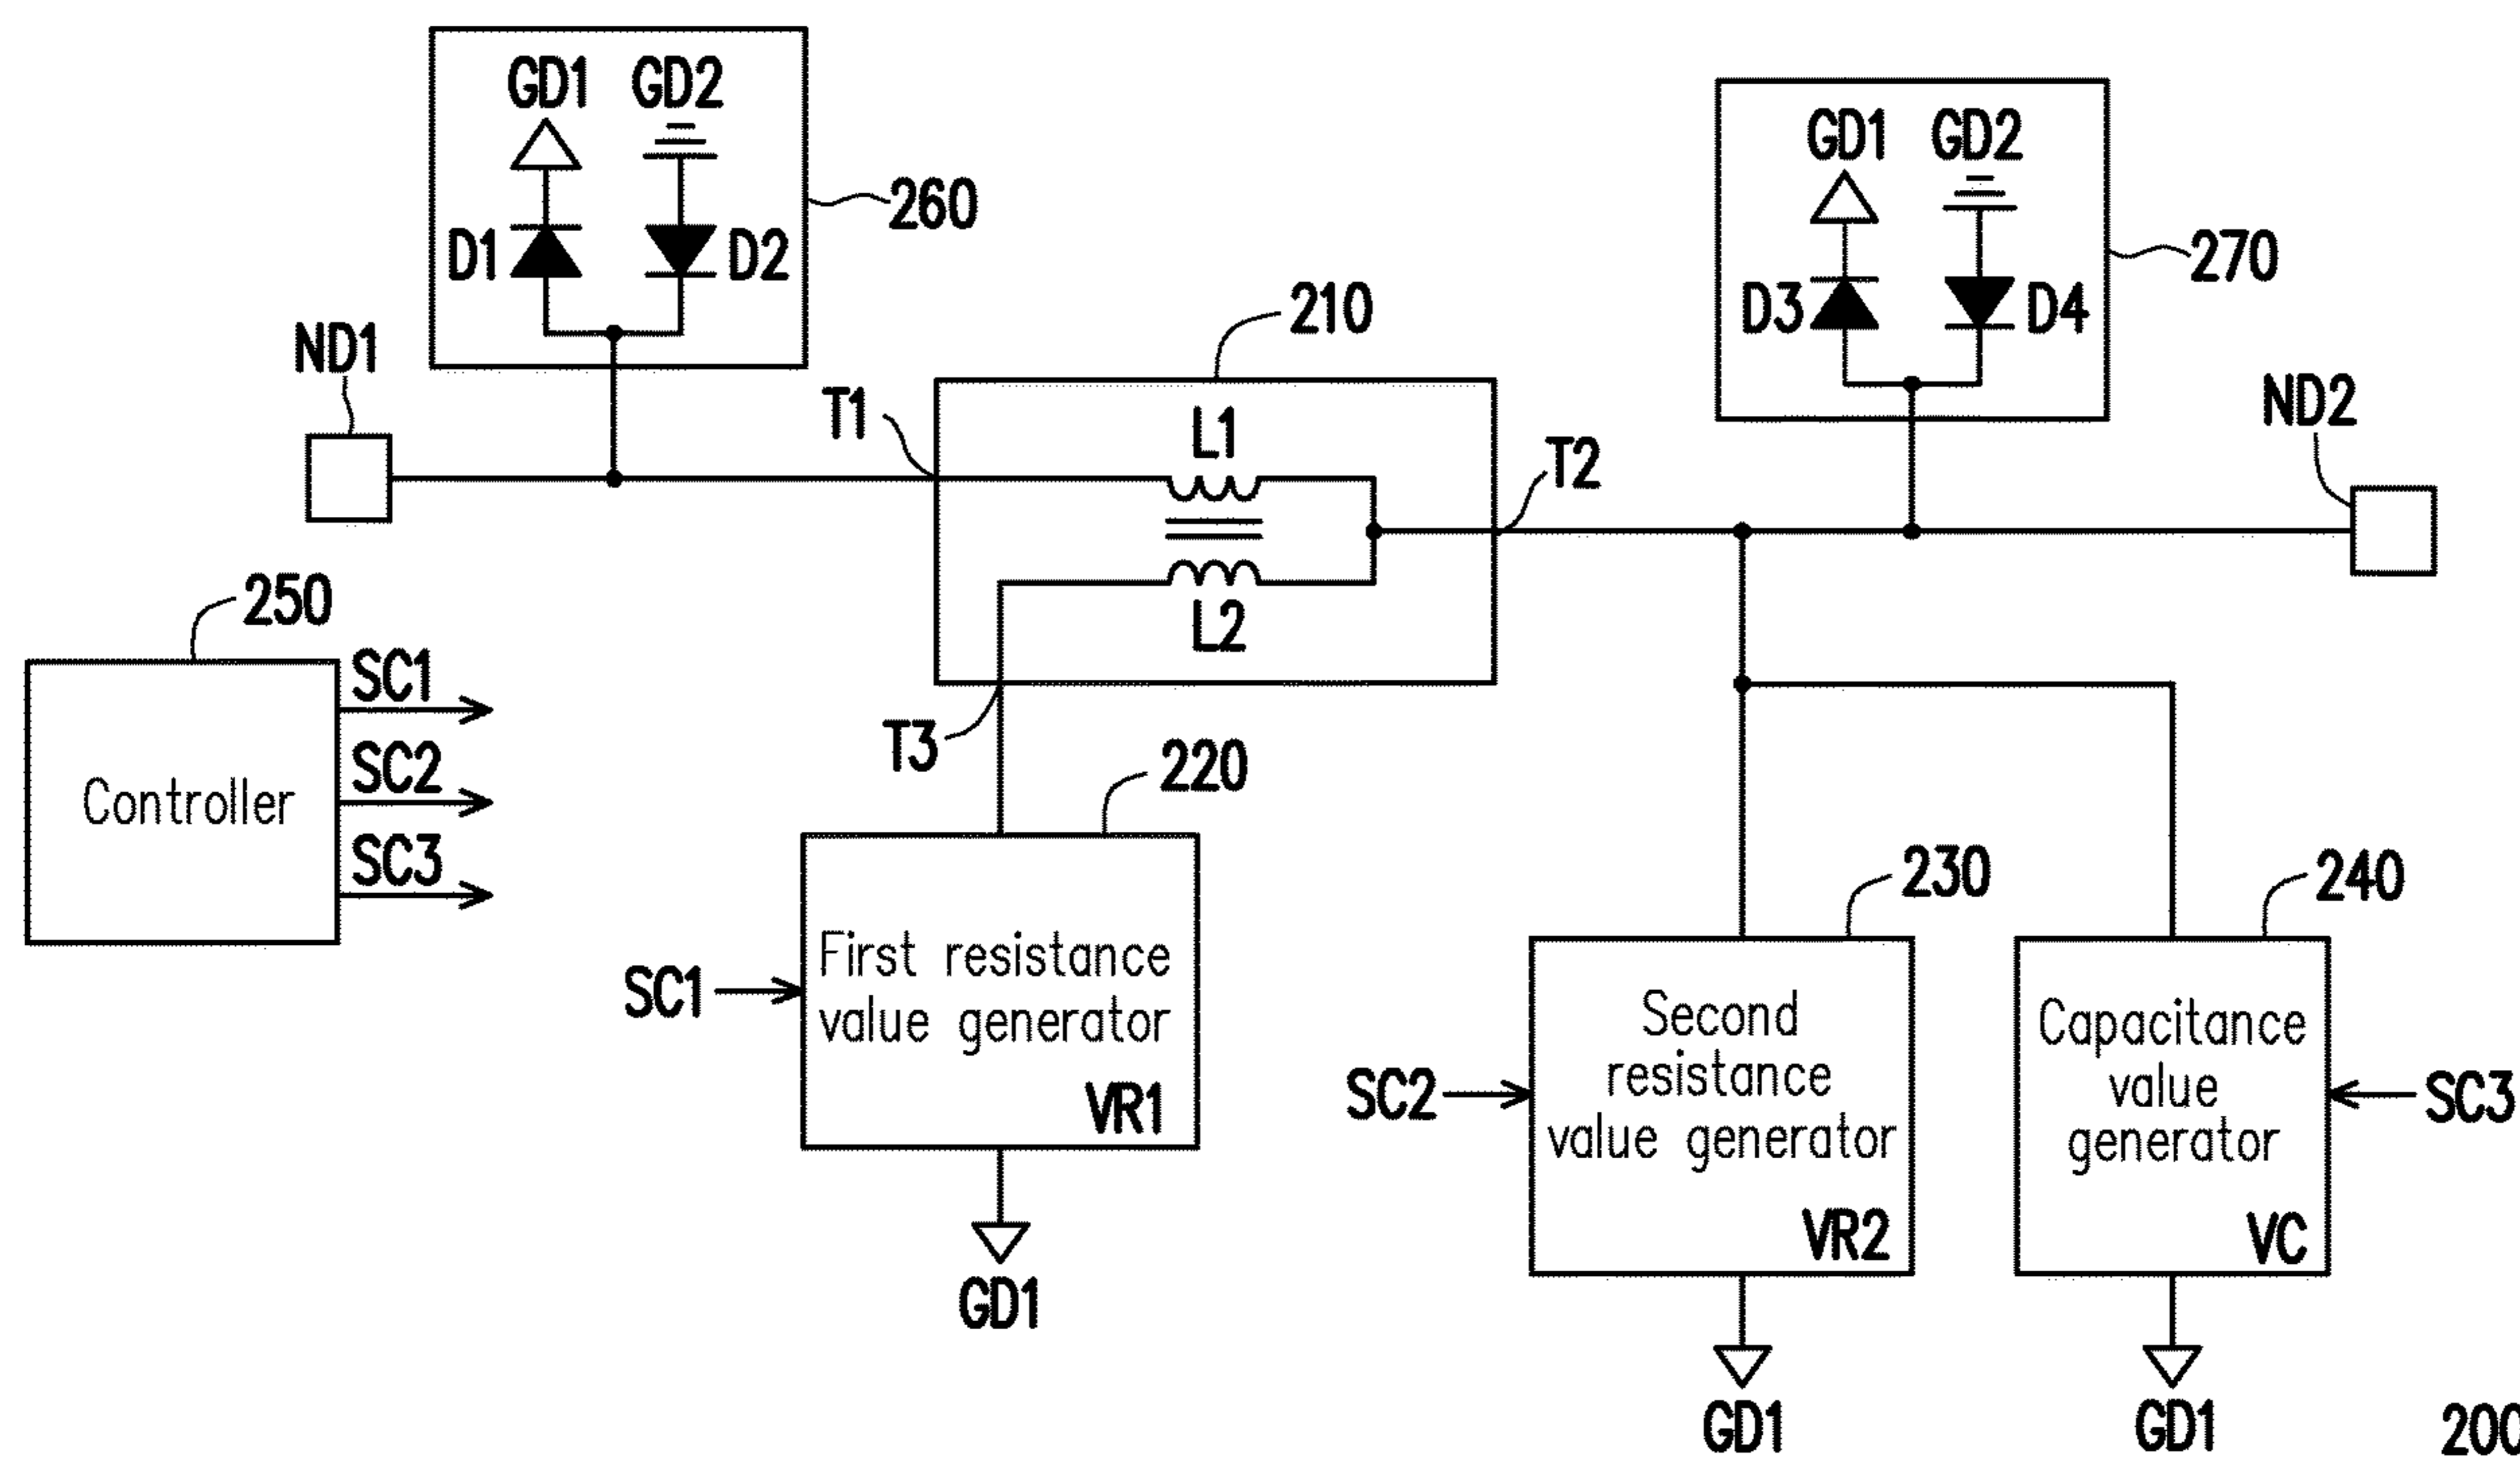 GD1 GD2
D1 D2
260
GD1 GD2
D3 D4
270
ND1
210
T1
L1
T2
ND2
L2
T3
250
Controller
SC1
SC2
SC3
220
First resistance
value generator
VR1
SC1
GD1
230
Second
resistance
value generator
VR2
SC2
GD1
240
Capacitance
value
generator
VC
SC3
GD1
200